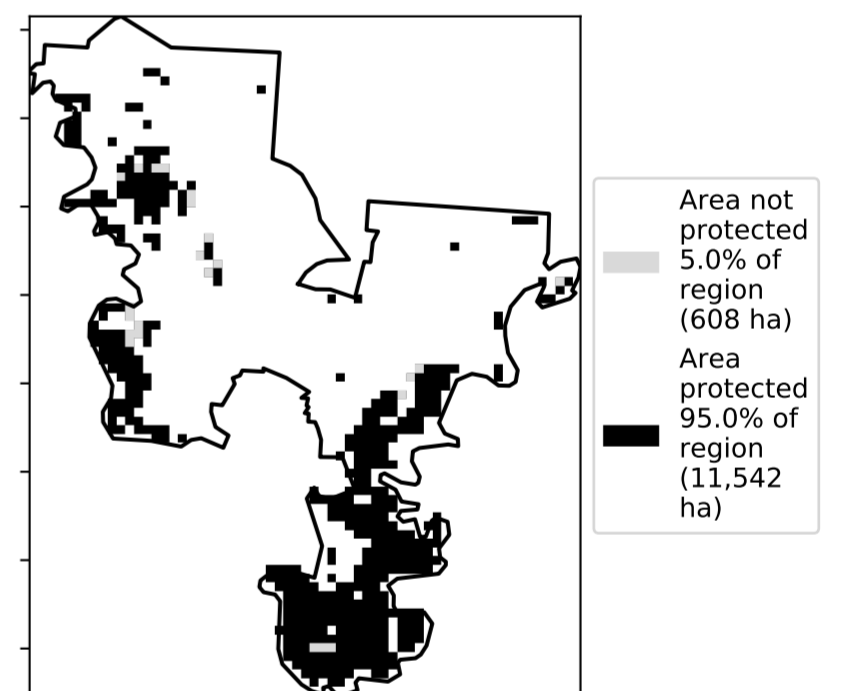 Area not
protected
5.0% of
region
(608 ha)
Area
protected
95.0% of
region
(11,542
ha)